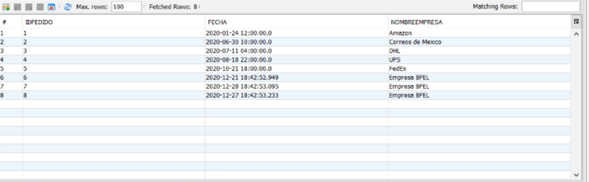 Max. rows: 100 Fetched Rows: 8 Matching Rows:
# IDPEDIDO FECHA NOMBREEMPRESA
1 1 2020-01-24 12:00:00.0 Amazon
2 2 2020-06-30 10:00:00.0 Correos de Mexico
3 3 2020-07-11 04:00:00.0 DHL
4 4 2020-08-18 22:00:00.0 UPS
5 5 2020-10-21 18:00:00.0 FedEx
6 6 2020-12-21 18:42:52.949 Empresa BPEL
7 7 2020-12-28 18:42:53.095 Empresa BPEL
8 8 2020-12-27 18:42:53.233 Empresa BPEL